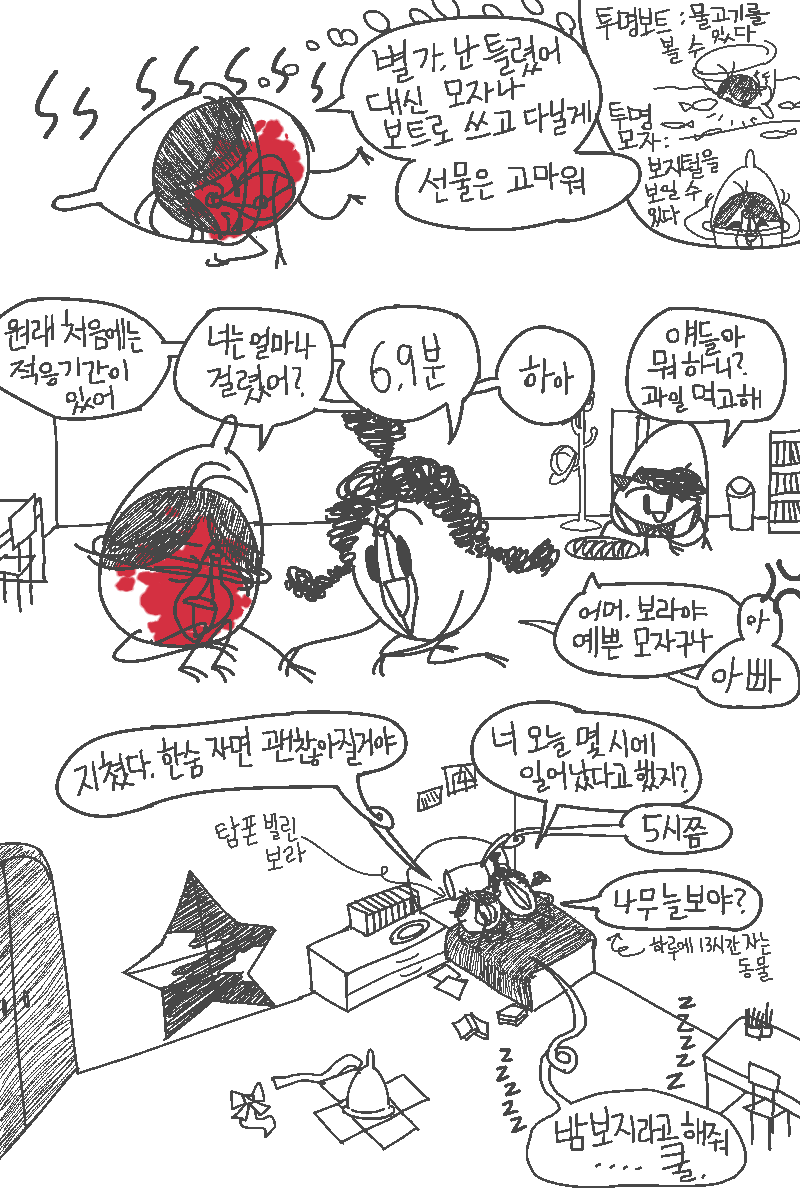 별가, 난 틀렸어
대신 모자나
보트로 쓰고 다닐게
선물은 고마워
투명보트 : 물고기를
볼 수 있다
투명
모자 :
보지털을
보일 수
있다
원래 처음에는
적응기간이
있어
너는 얼마나
걸렸어?
6.9분
하아
얘들아
뭐하니?
과일 먹고해
어머. 보라야
예쁜 모자구나
아
아빠
지쳤다. 한숨 자면 괜찮아질거야
너 오늘 몇 시에
일어났다고 했지?
5시쯤
탐폰 빌린
보라
나무늘보야?
하루에 13시간 자는
동물
z
z
z
z
z
z
z
z
z
z
밤보지라고 해줘
.... 쿨.